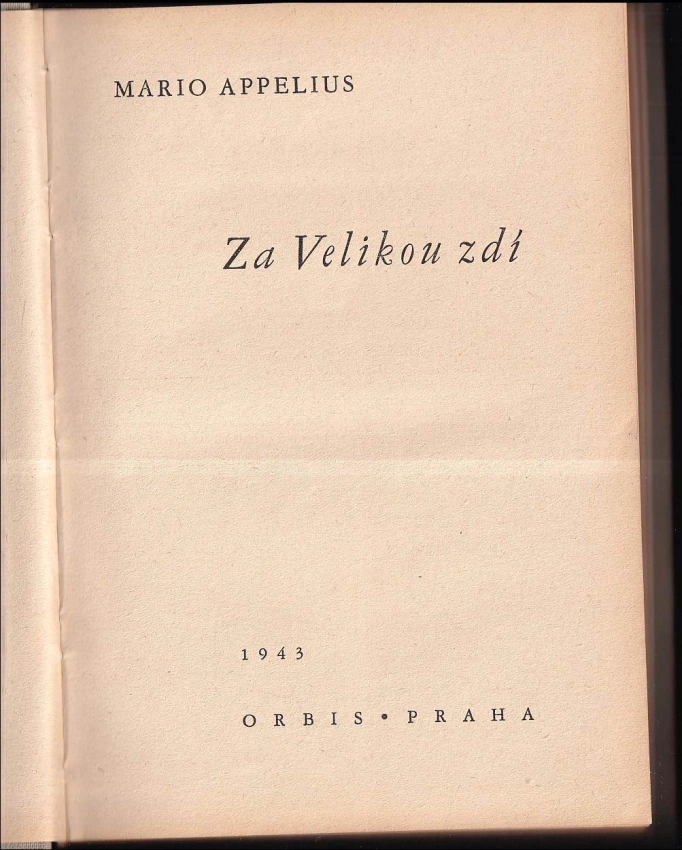 MARIO APPELIUS
Za Velikou zdí
1943
ORBIS • PRAHA